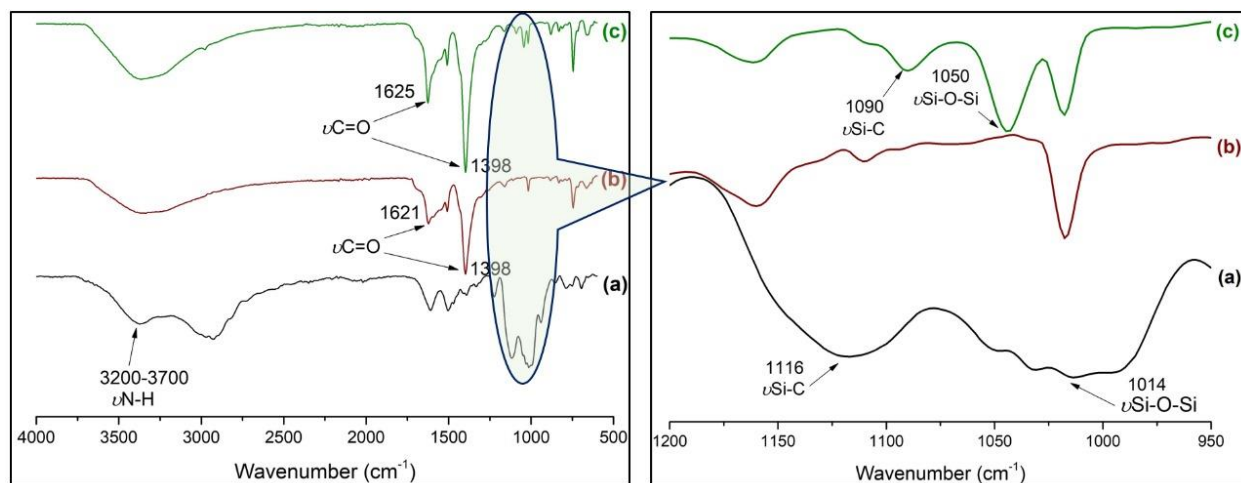 (c)
1625
υC=O
1398
(b)
1621
υC=O
1398
(a)
3200-3700
υN-H
4000 3500 3000 2500 2000 1500 1000 500
Wavenumber (cm⁻¹)
(c)
1050
υSi-O-Si
1090
υSi-C
(b)
(a)
1116
υSi-C
1014
υSi-O-Si
1200 1150 1100 1050 1000 950
Wavenumber (cm⁻¹)